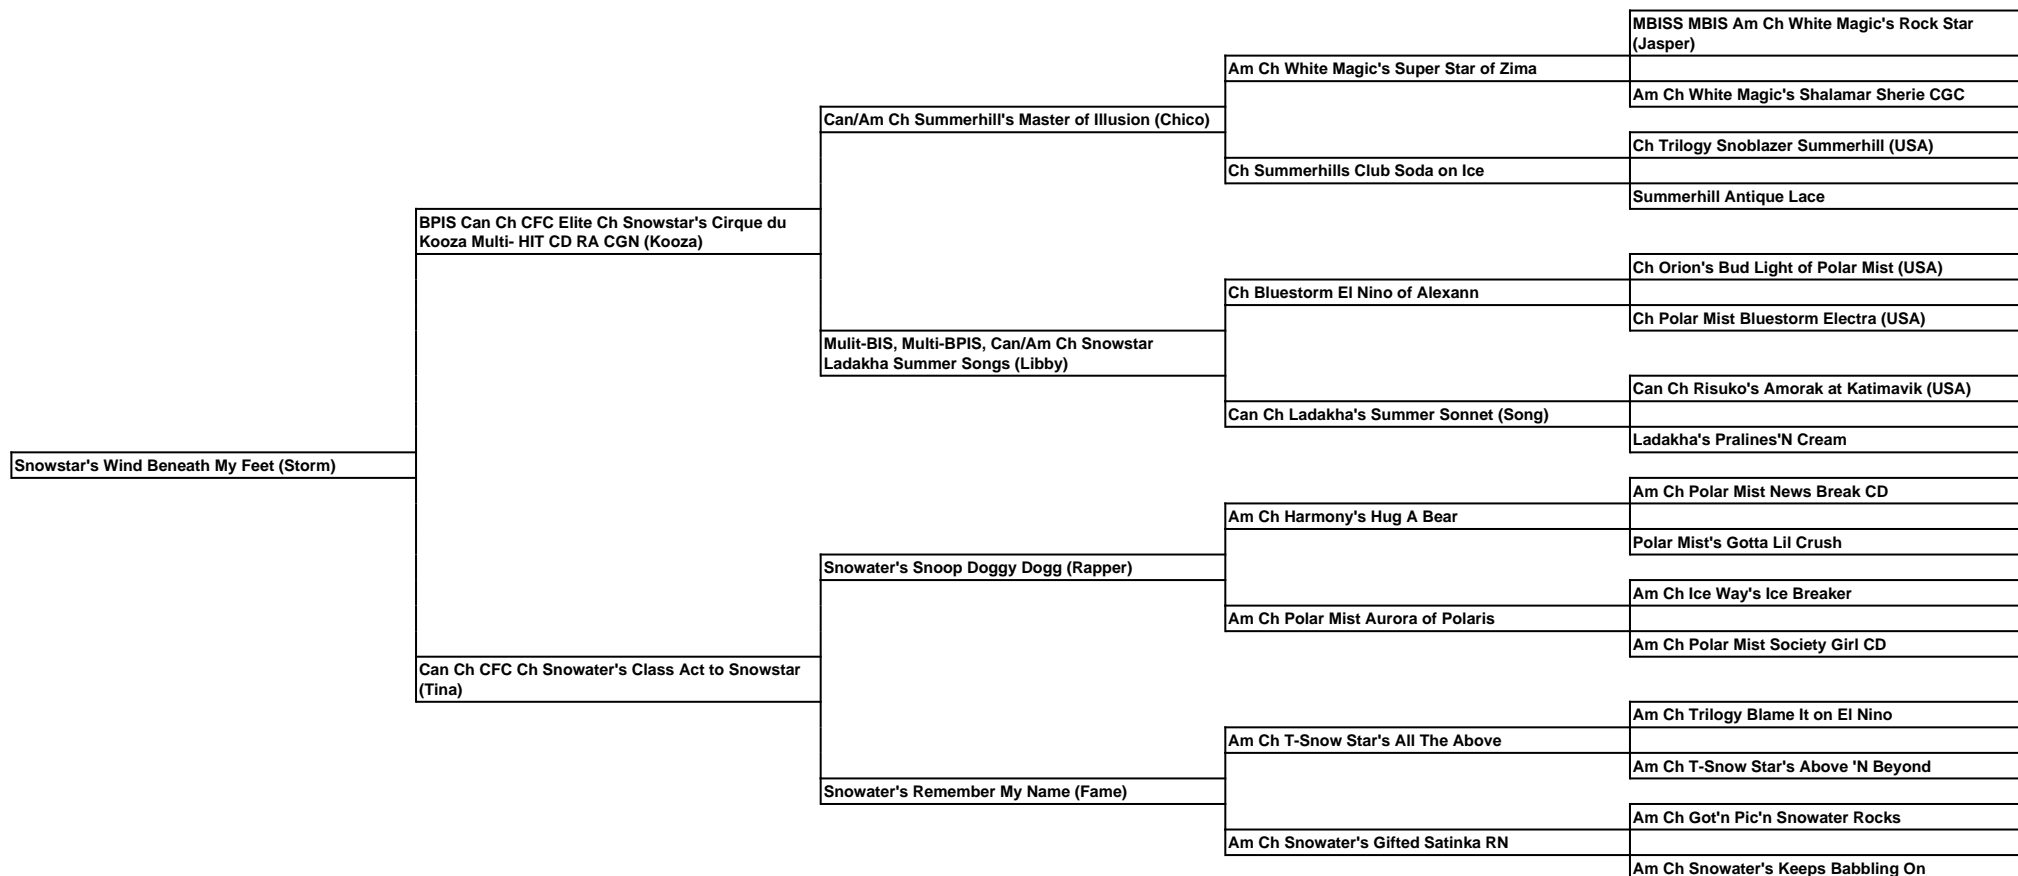 MBISS MBIS Am Ch White Magic's Rock Star
(Jasper)
Am Ch White Magic's Super Star of Zima
Am Ch White Magic's Shalamar Sherie CGC
Can/Am Ch Summerhill's Master of Illusion (Chico)
Ch Trilogy Snoblazer Summerhill (USA)
Ch Summerhills Club Soda on Ice
Summerhill Antique Lace
BPIS Can Ch CFC Elite Ch Snowstar's Cirque du
Kooza Multi- HIT CD RA CGN (Kooza)
Ch Orion's Bud Light of Polar Mist (USA)
Ch Bluestorm El Nino of Alexann
Ch Polar Mist Bluestorm Electra (USA)
Mulit-BIS, Multi-BPIS, Can/Am Ch Snowstar
Ladakha Summer Songs (Libby)
Can Ch Risuko's Amorak at Katimavik (USA)
Can Ch Ladakha's Summer Sonnet (Song)
Ladakha's Pralines'N Cream
Snowstar's Wind Beneath My Feet (Storm)
Am Ch Polar Mist News Break CD
Am Ch Harmony's Hug A Bear
Polar Mist's Gotta Lil Crush
Snowater's Snoop Doggy Dogg (Rapper)
Am Ch Ice Way's Ice Breaker
Am Ch Polar Mist Aurora of Polaris
Am Ch Polar Mist Society Girl CD
Can Ch CFC Ch Snowater's Class Act to Snowstar
(Tina)
Am Ch Trilogy Blame It on El Nino
Am Ch T-Snow Star's All The Above
Am Ch T-Snow Star's Above 'N Beyond
Snowater's Remember My Name (Fame)
Am Ch Got'n Pic'n Snowater Rocks
Am Ch Snowater's Gifted Satinka RN
Am Ch Snowater's Keeps Babbling On